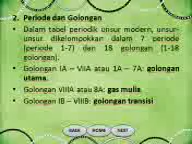 2. Periode dan Golongan
• Dalam tabel periodik unsur modern, unsur-
unsur dikelompokkan dalam 7 periode
(periode 1-7) dan 18 golongan (1-18
golongan).
• Golongan IA – VIIA atau 1A – 7A: golongan
utama.
• Golongan VIIIA atau 8A: gas mulia.
• Golongan IB – VIIIB: golongan transisi
BACK HOME NEXT